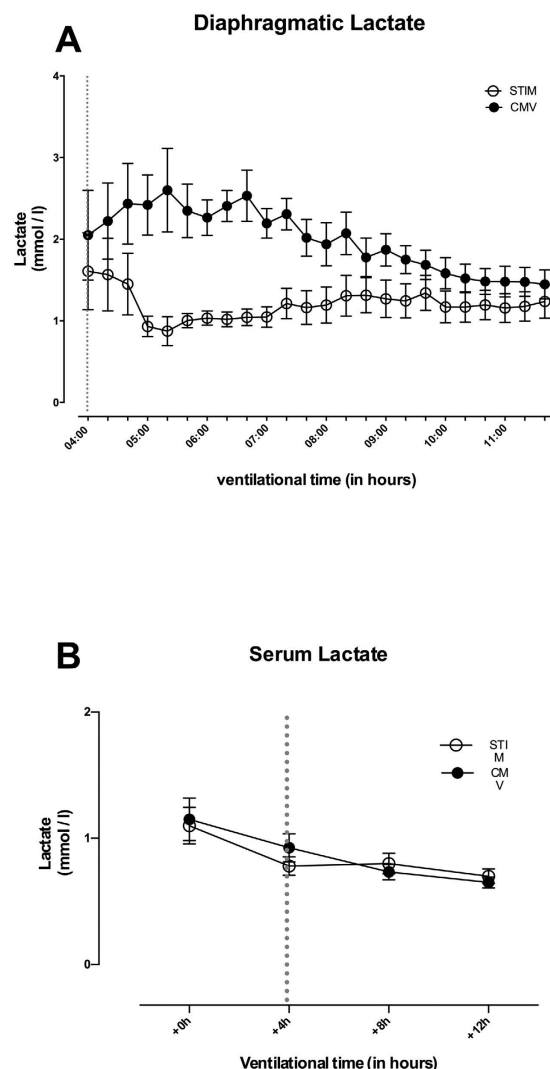 Diaphragmatic Lactate
A
4
STIM
CMV
3
Lactate
(mmol / l)
2
1
0
04:00
05:00
06:00
07:00
08:00
09:00
10:00
11:00
ventilational time (in hours)
B
Serum Lactate
2
STI
M
CM
V
Lactate
(mmol / l)
1
0
+0h
+4h
+8h
+12h
Ventilational time (in hours)